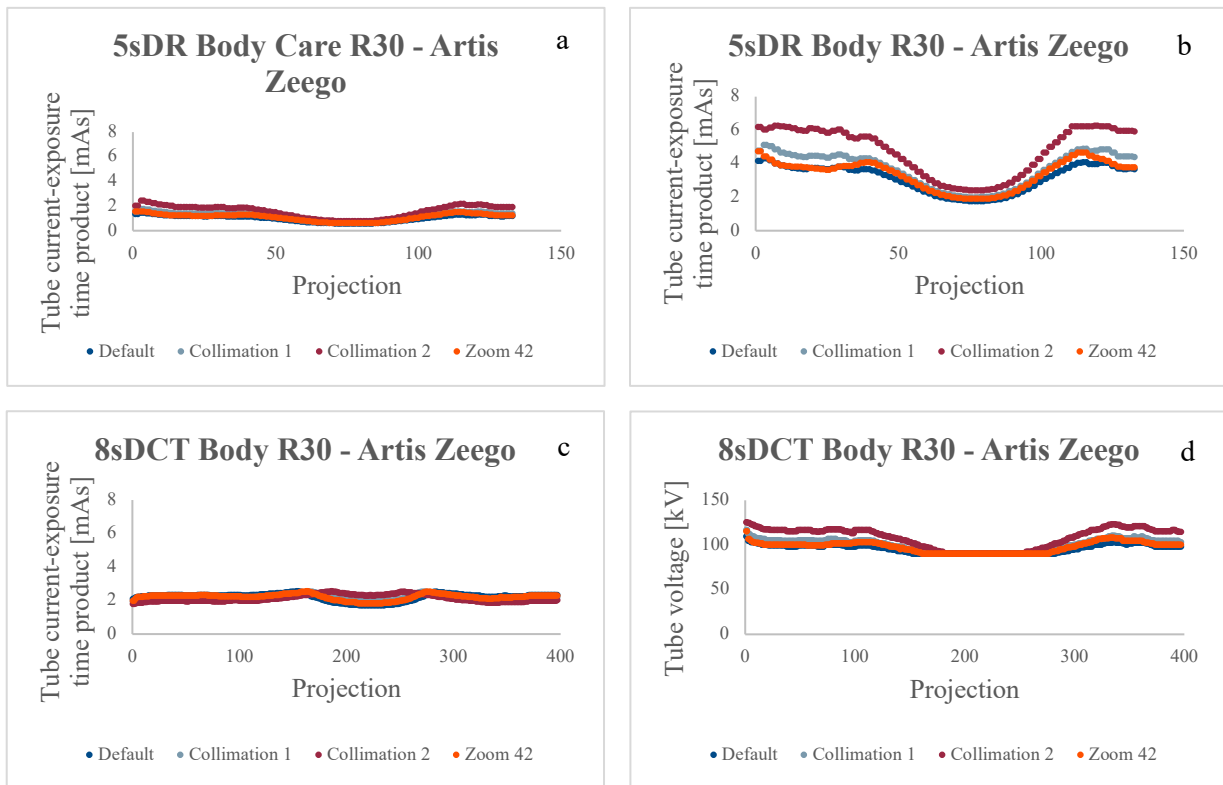 5sDR Body Care R30 - Artis
Zeego
a
Tube current-exposure
time product [mAs]
8
6
4
2
0
0 50 100 150
Projection
Default Collimation 1 Collimation 2 Zoom 42
5sDR Body R30 - Artis Zeego
b
Tube current-exposure
time product [mAs]
8
6
4
2
0
0 50 100 150
Projection
Default Collimation 1 Collimation 2 Zoom 42
8sDCT Body R30 - Artis Zeego
c
Tube current-exposure
time product [mAs]
8
6
4
2
0
0 100 200 300 400
Projection
Default Collimation 1 Collimation 2 Zoom 42
8sDCT Body R30 - Artis Zeego
d
Tube voltage [kV]
150
100
50
0
0 100 200 300 400
Projection
Default Collimation 1 Collimation 2 Zoom 42